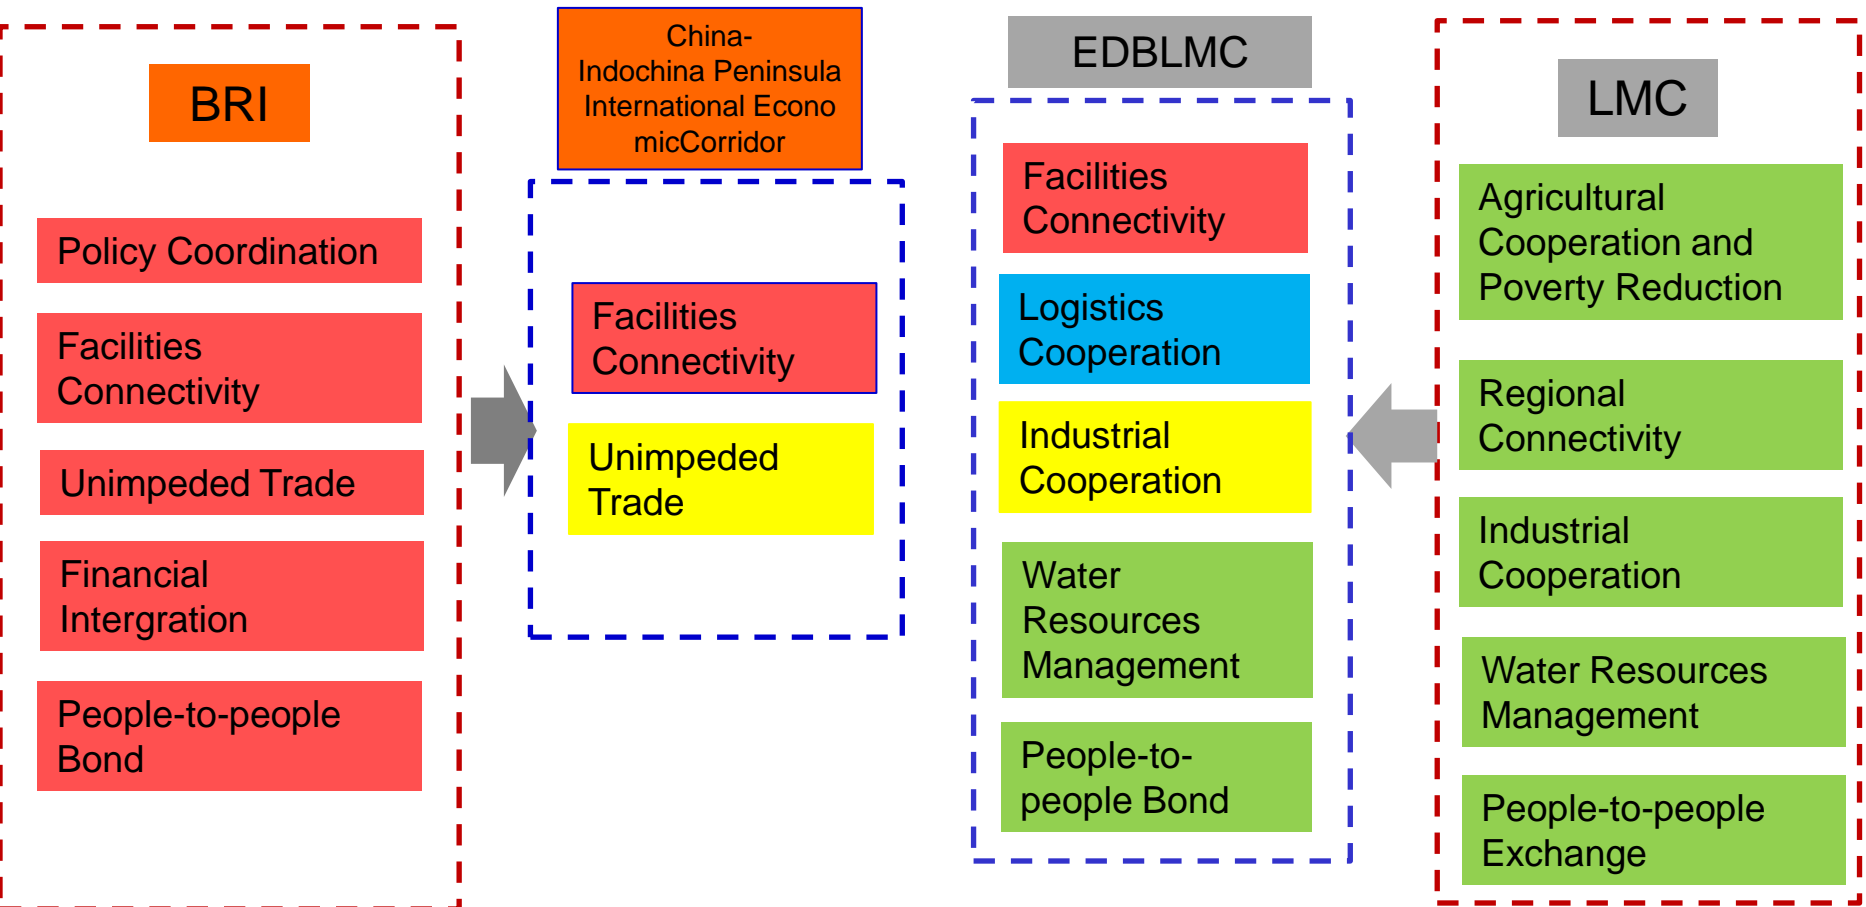 BRI
Policy Coordination
Facilities
Connectivity
Unimpeded Trade
Financial
Intergration
People-to-people
Bond
China-
Indochina Peninsula
International Econo
micCorridor
Facilities
Connectivity
Unimpeded
Trade
EDBLMC
Facilities
Connectivity
Logistics
Cooperation
Industrial
Cooperation
Water
Resources
Management
People-to-
people Bond
LMC
Agricultural
Cooperation and
Poverty Reduction
Regional
Connectivity
Industrial
Cooperation
Water Resources
Management
People-to-people
Exchange